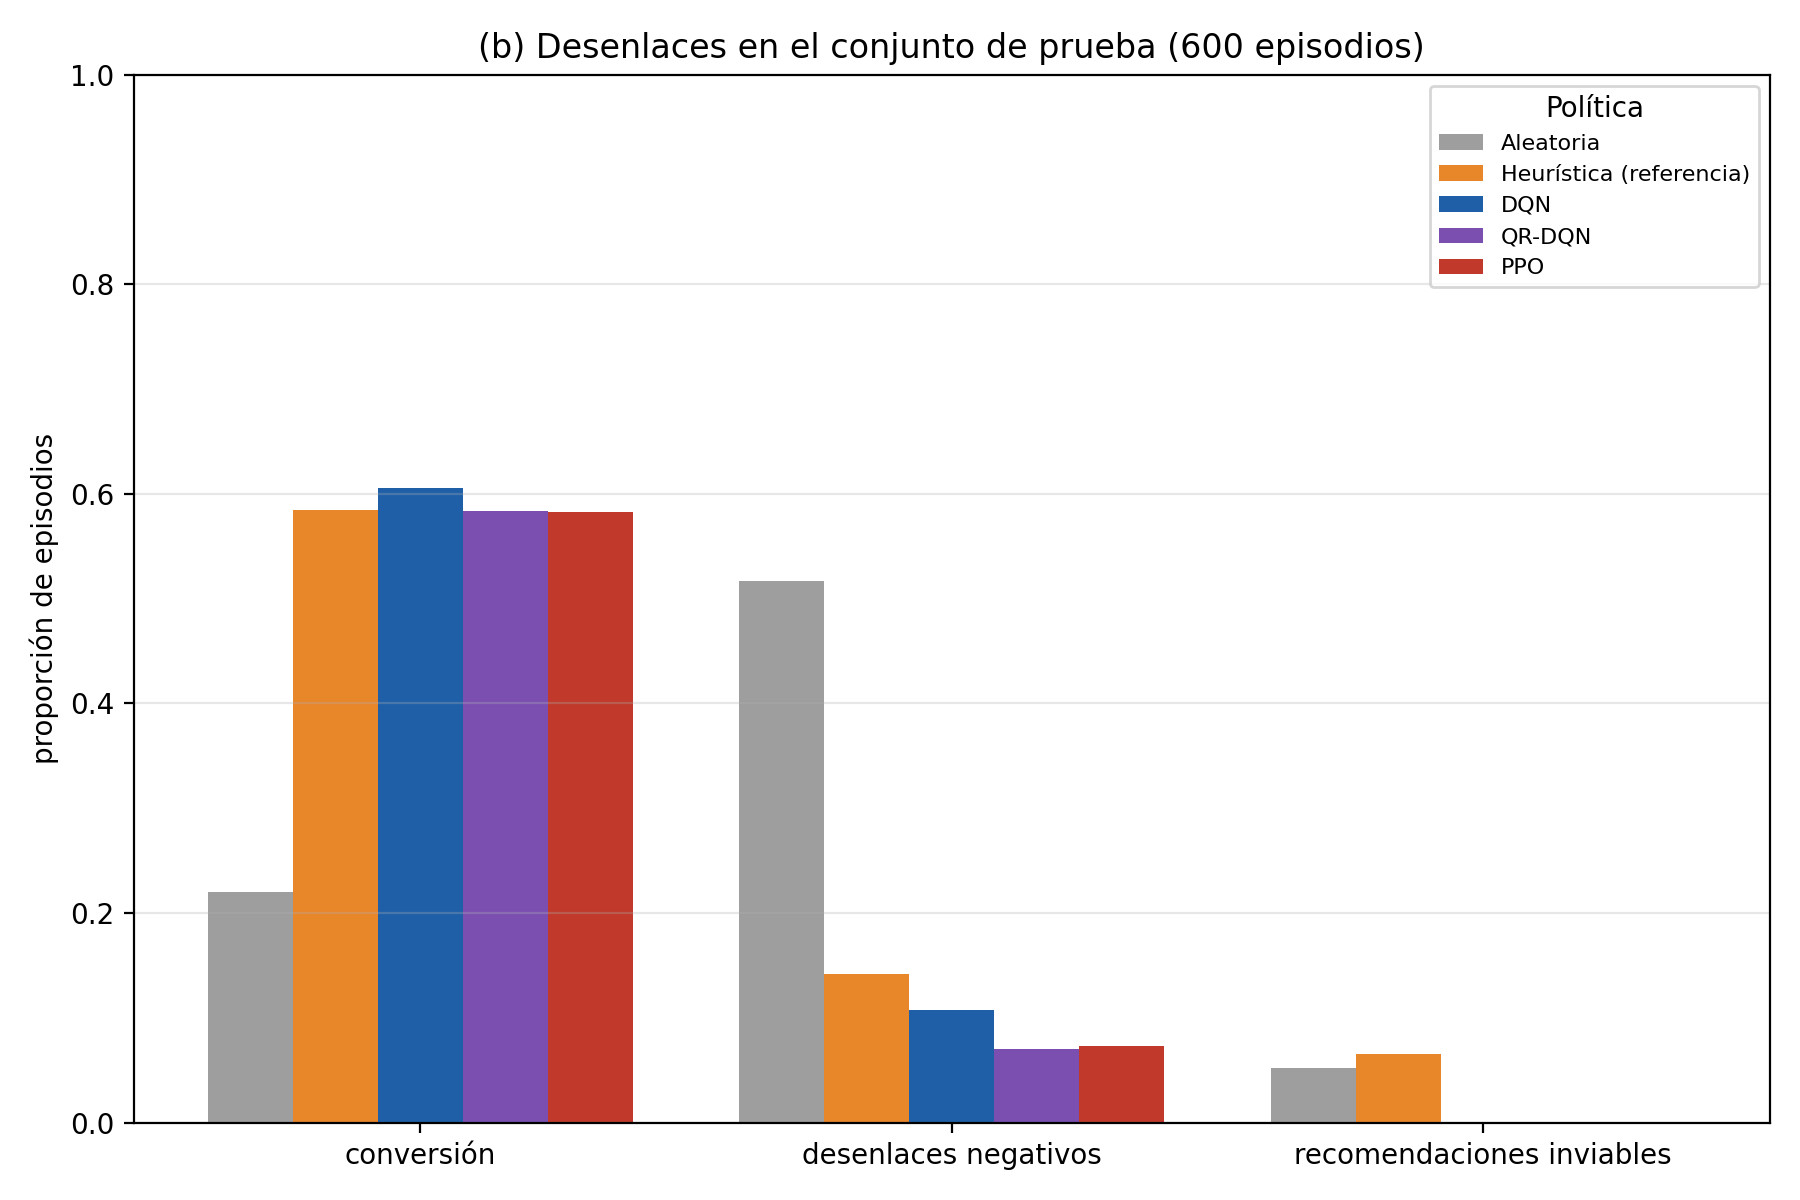 (b) Desenlaces en el conjunto de prueba (600 episodios)
1.0
0.8
0.6
0.4
0.2
0.0
proporción de episodios
Política
Aleatoria
Heurística (referencia)
DQN
QR-DQN
PPO
conversión
desenlaces negativos
recomendaciones inviables